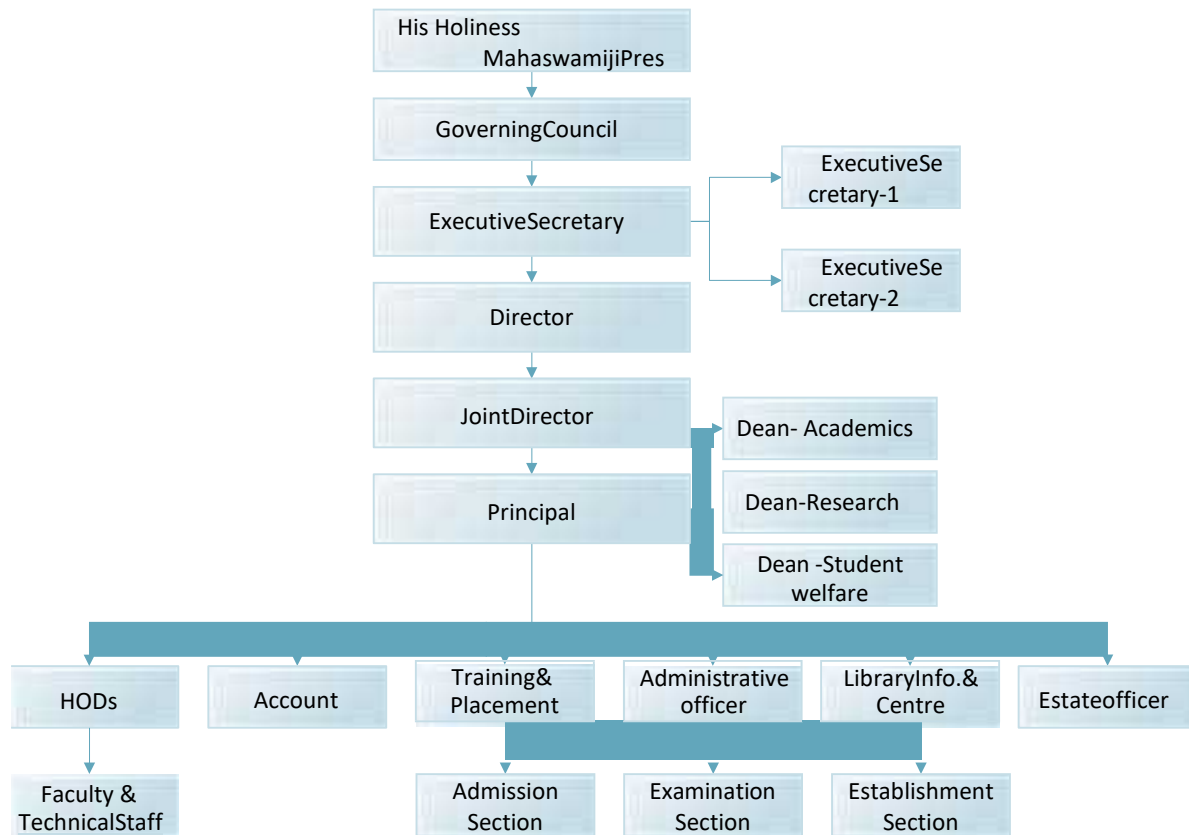 His Holiness
MahaswamijiPres
GoverningCouncil
ExecutiveSe
cretary-1
ExecutiveSecretary
ExecutiveSe
cretary-2
Director
JointDirector
Dean- Academics
Principal
Dean-Research
Dean -Student
welfare
HODs
Account
Training&
Placement
Administrative
officer
LibraryInfo.&
Centre
Estateofficer
Faculty &
TechnicalStaff
Admission
Section
Examination
Section
Establishment
Section